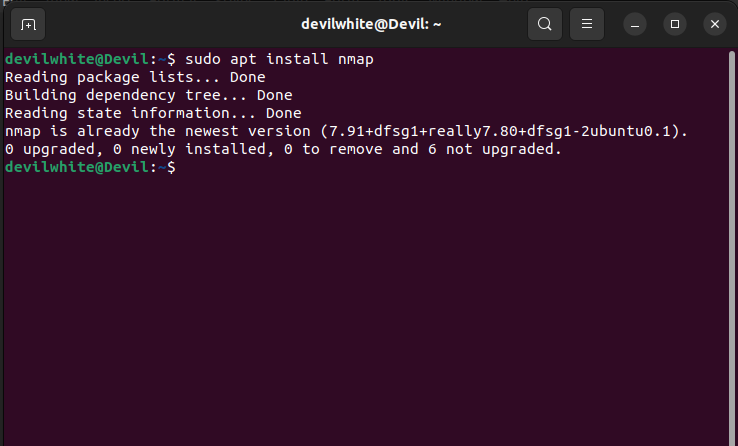 devilwhite@Devil: ~
devilwhite@Devil:~$ sudo apt install nmap
Reading package lists... Done
Building dependency tree... Done
Reading state information... Done
nmap is already the newest version (7.91+dfsg1+really7.80+dfsg1-2ubuntu0.1).
0 upgraded, 0 newly installed, 0 to remove and 6 not upgraded.
devilwhite@Devil:~$